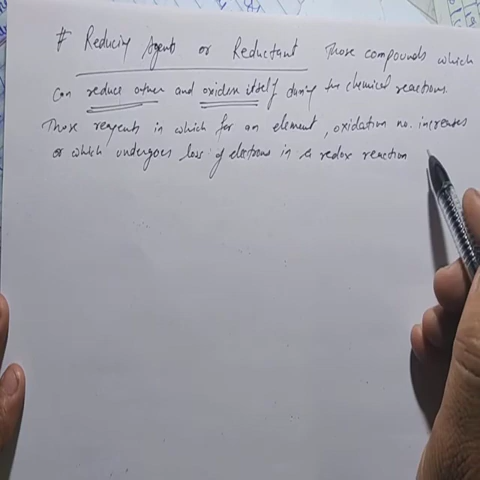 # Reducing Agents or Reductant Those compounds which
can reduce other and oxidise itself during the chemical reactions.
Those reagents in which for an element, oxidation no. increases
or which undergoes loss of electrons in a redox reaction